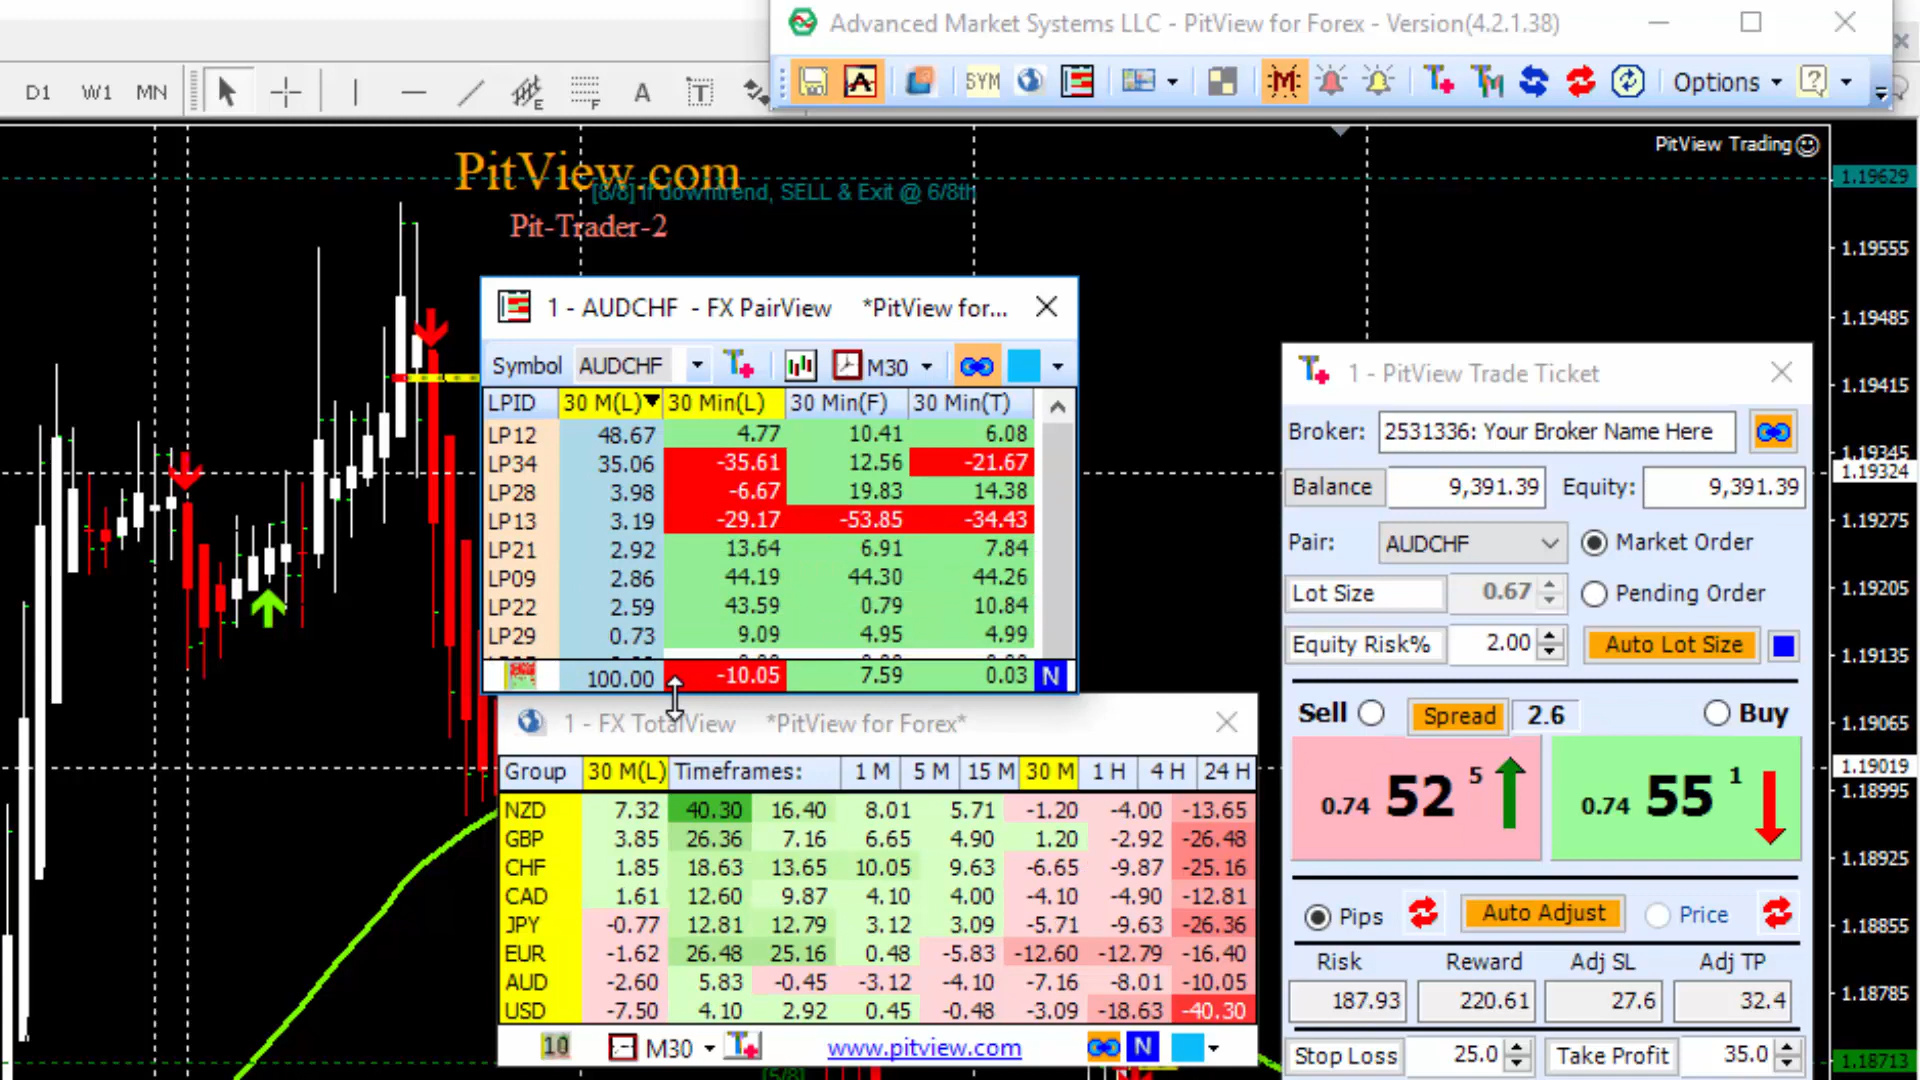 Advanced Market Systems LLC - PitView for Forex - Version(4.2.1.38)
D1 W1 MN
E F A T
SYM M T M Options ?
PitView Trading
PitView.com
[8/8] If downtrend, SELL & Exit @ 6/8th
Pit-Trader-2
1.19629
1.19555
1.19485
1.19415
1.19345
1.19324
1.19275
1.19205
1.19135
1.19065
1.19019
1.18995
1.18925
1.18855
1.18785
1.18713
1 - AUDCHF - FX PairView *PitView for...
Symbol AUDCHF M30
LPID 30 M(L) 30 Min(L) 30 Min(F) 30 Min(T)
LP12 48.67 4.77 10.41 6.08
LP34 35.06 -35.61 12.56 -21.67
LP28 3.98 -6.67 19.83 14.38
LP13 3.19 -29.17 -53.85 -34.43
LP21 2.92 13.64 6.91 7.84
LP09 2.86 44.19 44.30 44.26
LP22 2.59 43.59 0.79 10.84
LP29 0.73 9.09 4.95 4.99
100.00 -10.05 7.59 0.03 N
1 - FX TotalView *PitView for Forex*
Group 30 M(L) Timeframes: 1 M 5 M 15 M 30 M 1 H 4 H 24 H
NZD 7.32 40.30 16.40 8.01 5.71 -1.20 -4.00 -13.65
GBP 3.85 26.36 7.16 6.65 4.90 1.20 -2.92 -26.48
CHF 1.85 18.63 13.65 10.05 9.63 -6.65 -9.87 -25.16
CAD 1.61 12.60 9.87 4.10 4.00 -4.10 -4.90 -12.81
JPY -0.77 12.81 12.79 3.12 3.09 -5.71 -9.63 -26.36
EUR -1.62 26.48 25.16 0.48 -5.83 -12.60 -12.79 -16.40
AUD -2.60 5.83 -0.45 -3.12 -4.10 -7.16 -8.01 -10.05
USD -7.50 4.10 2.92 0.45 -0.48 -3.09 -18.63 -40.30
10 M30 www.pitview.com N
[5/8]
1 - PitView Trade Ticket
Broker: 2531336: Your Broker Name Here
Balance 9,391.39 Equity: 9,391.39
Pair: AUDCHF Market Order
Lot Size 0.67 Pending Order
Equity Risk% 2.00 Auto Lot Size
Sell Spread 2.6 Buy
0.74 52 5 0.74 55 1
Pips Auto Adjust Price
Risk Reward Adj SL Adj TP
187.93 220.61 27.6 32.4
Stop Loss 25.0 Take Profit 35.0